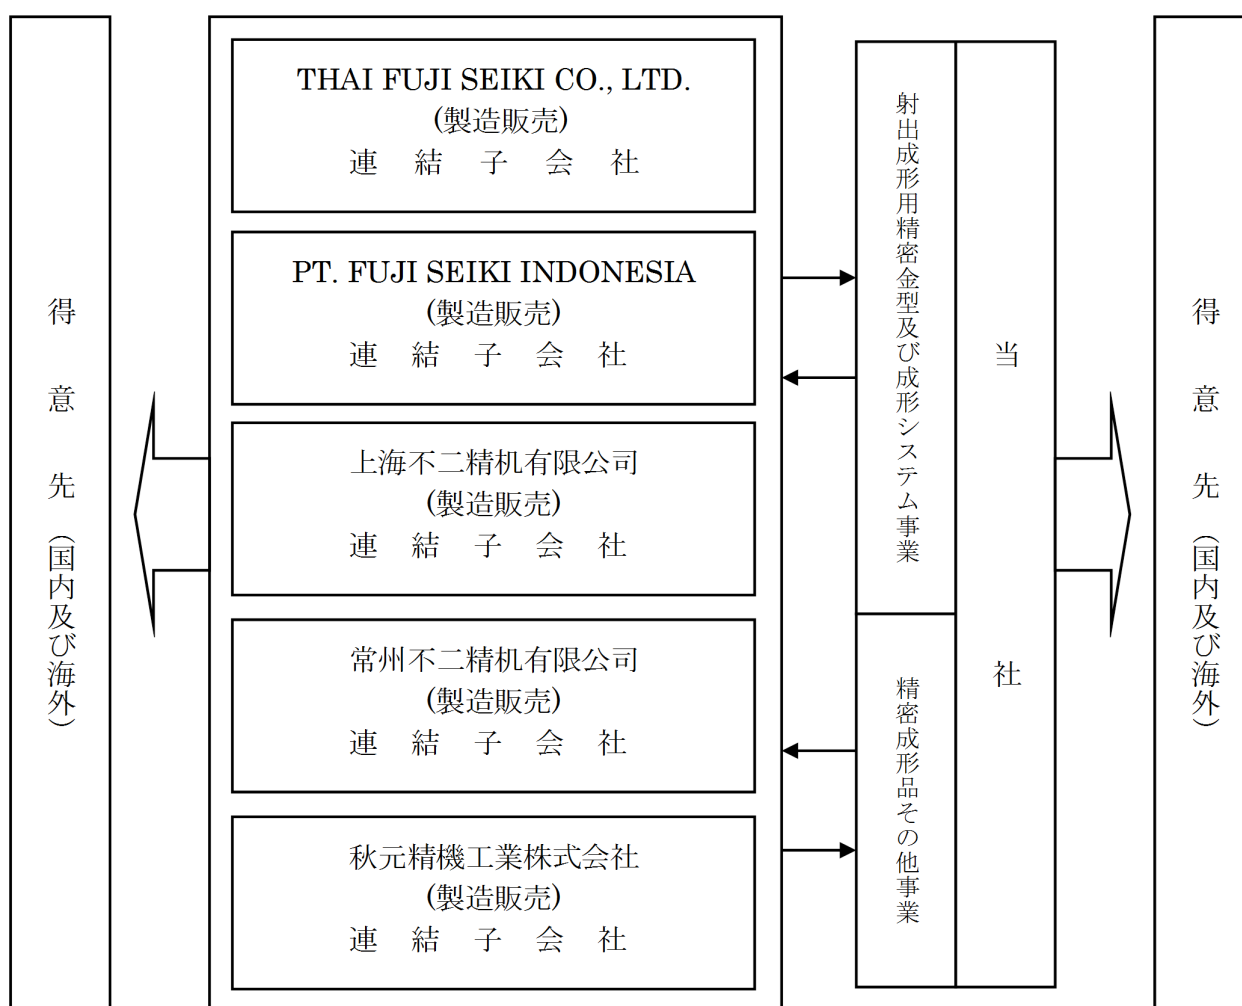 得意先（国内及び海外）
THAI FUJI SEIKI CO., LTD.
(製造販売)
連結子会社
PT. FUJI SEIKI INDONESIA
(製造販売)
連結子会社
上海不二精机有限公司
(製造販売)
連結子会社
常州不二精机有限公司
(製造販売)
連結子会社
秋元精機工業株式会社
(製造販売)
連結子会社
射出成形用精密金型及び成形システム事業
精密成形品その他事業
当社
得意先（国内及び海外）